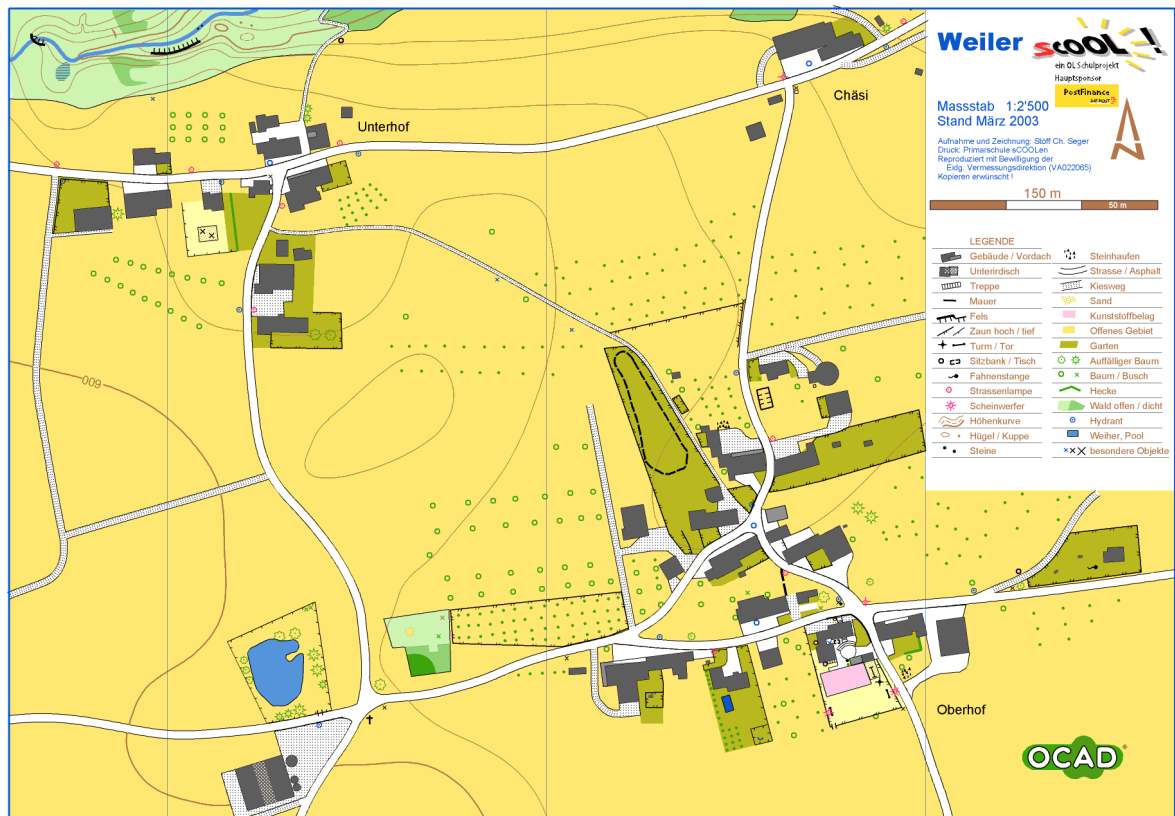 Weiler
sCOOL!
ein OL Schulprojekt
Hauptsponsor
PostFinance
DIE POST
Massstab 1:2'500
Stand März 2003
Aufnahme und Zeichnung: Stöff Ch. Seger
Druck: Primarschule sCOOLen
Reproduziert mit Bewilligung der
Eidg. Vermessungsdirektion (VA022065)
Kopieren erwünscht !
150 m
50 m
Chäsi
Unterhof
600
LEGENDE
Gebäude / Vordach
Unterirdisch
Treppe
Mauer
Fels
Zaun hoch / tief
Turm / Tor
Sitzbank / Tisch
Fahnenstange
Strassenlampe
Scheinwerfer
Höhenkurve
Hügel / Kuppe
Steine
Steinhaufen
Strasse / Asphalt
Kiesweg
Sand
Kunststoffbelag
Offenes Gebiet
Garten
Auffälliger Baum
Baum / Busch
Hecke
Wald offen / dicht
Hydrant
Weiher, Pool
besondere Objekte
Oberhof
OCAD
®